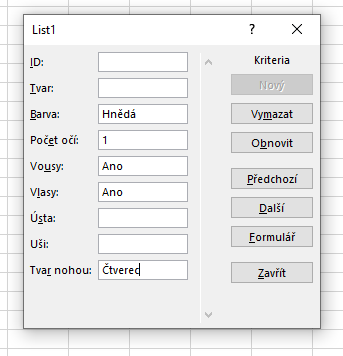 List1
? ×
ID:
Tvar:
Barva: Hnědá
Počet očí: 1
Vousy: Ano
Vlasy: Ano
Ústa:
Uši:
Tvar nohou: Čtverec
Kriteria
Nový
Vymazat
Obnovit
Předchozí
Další
Formulář
Zavřít